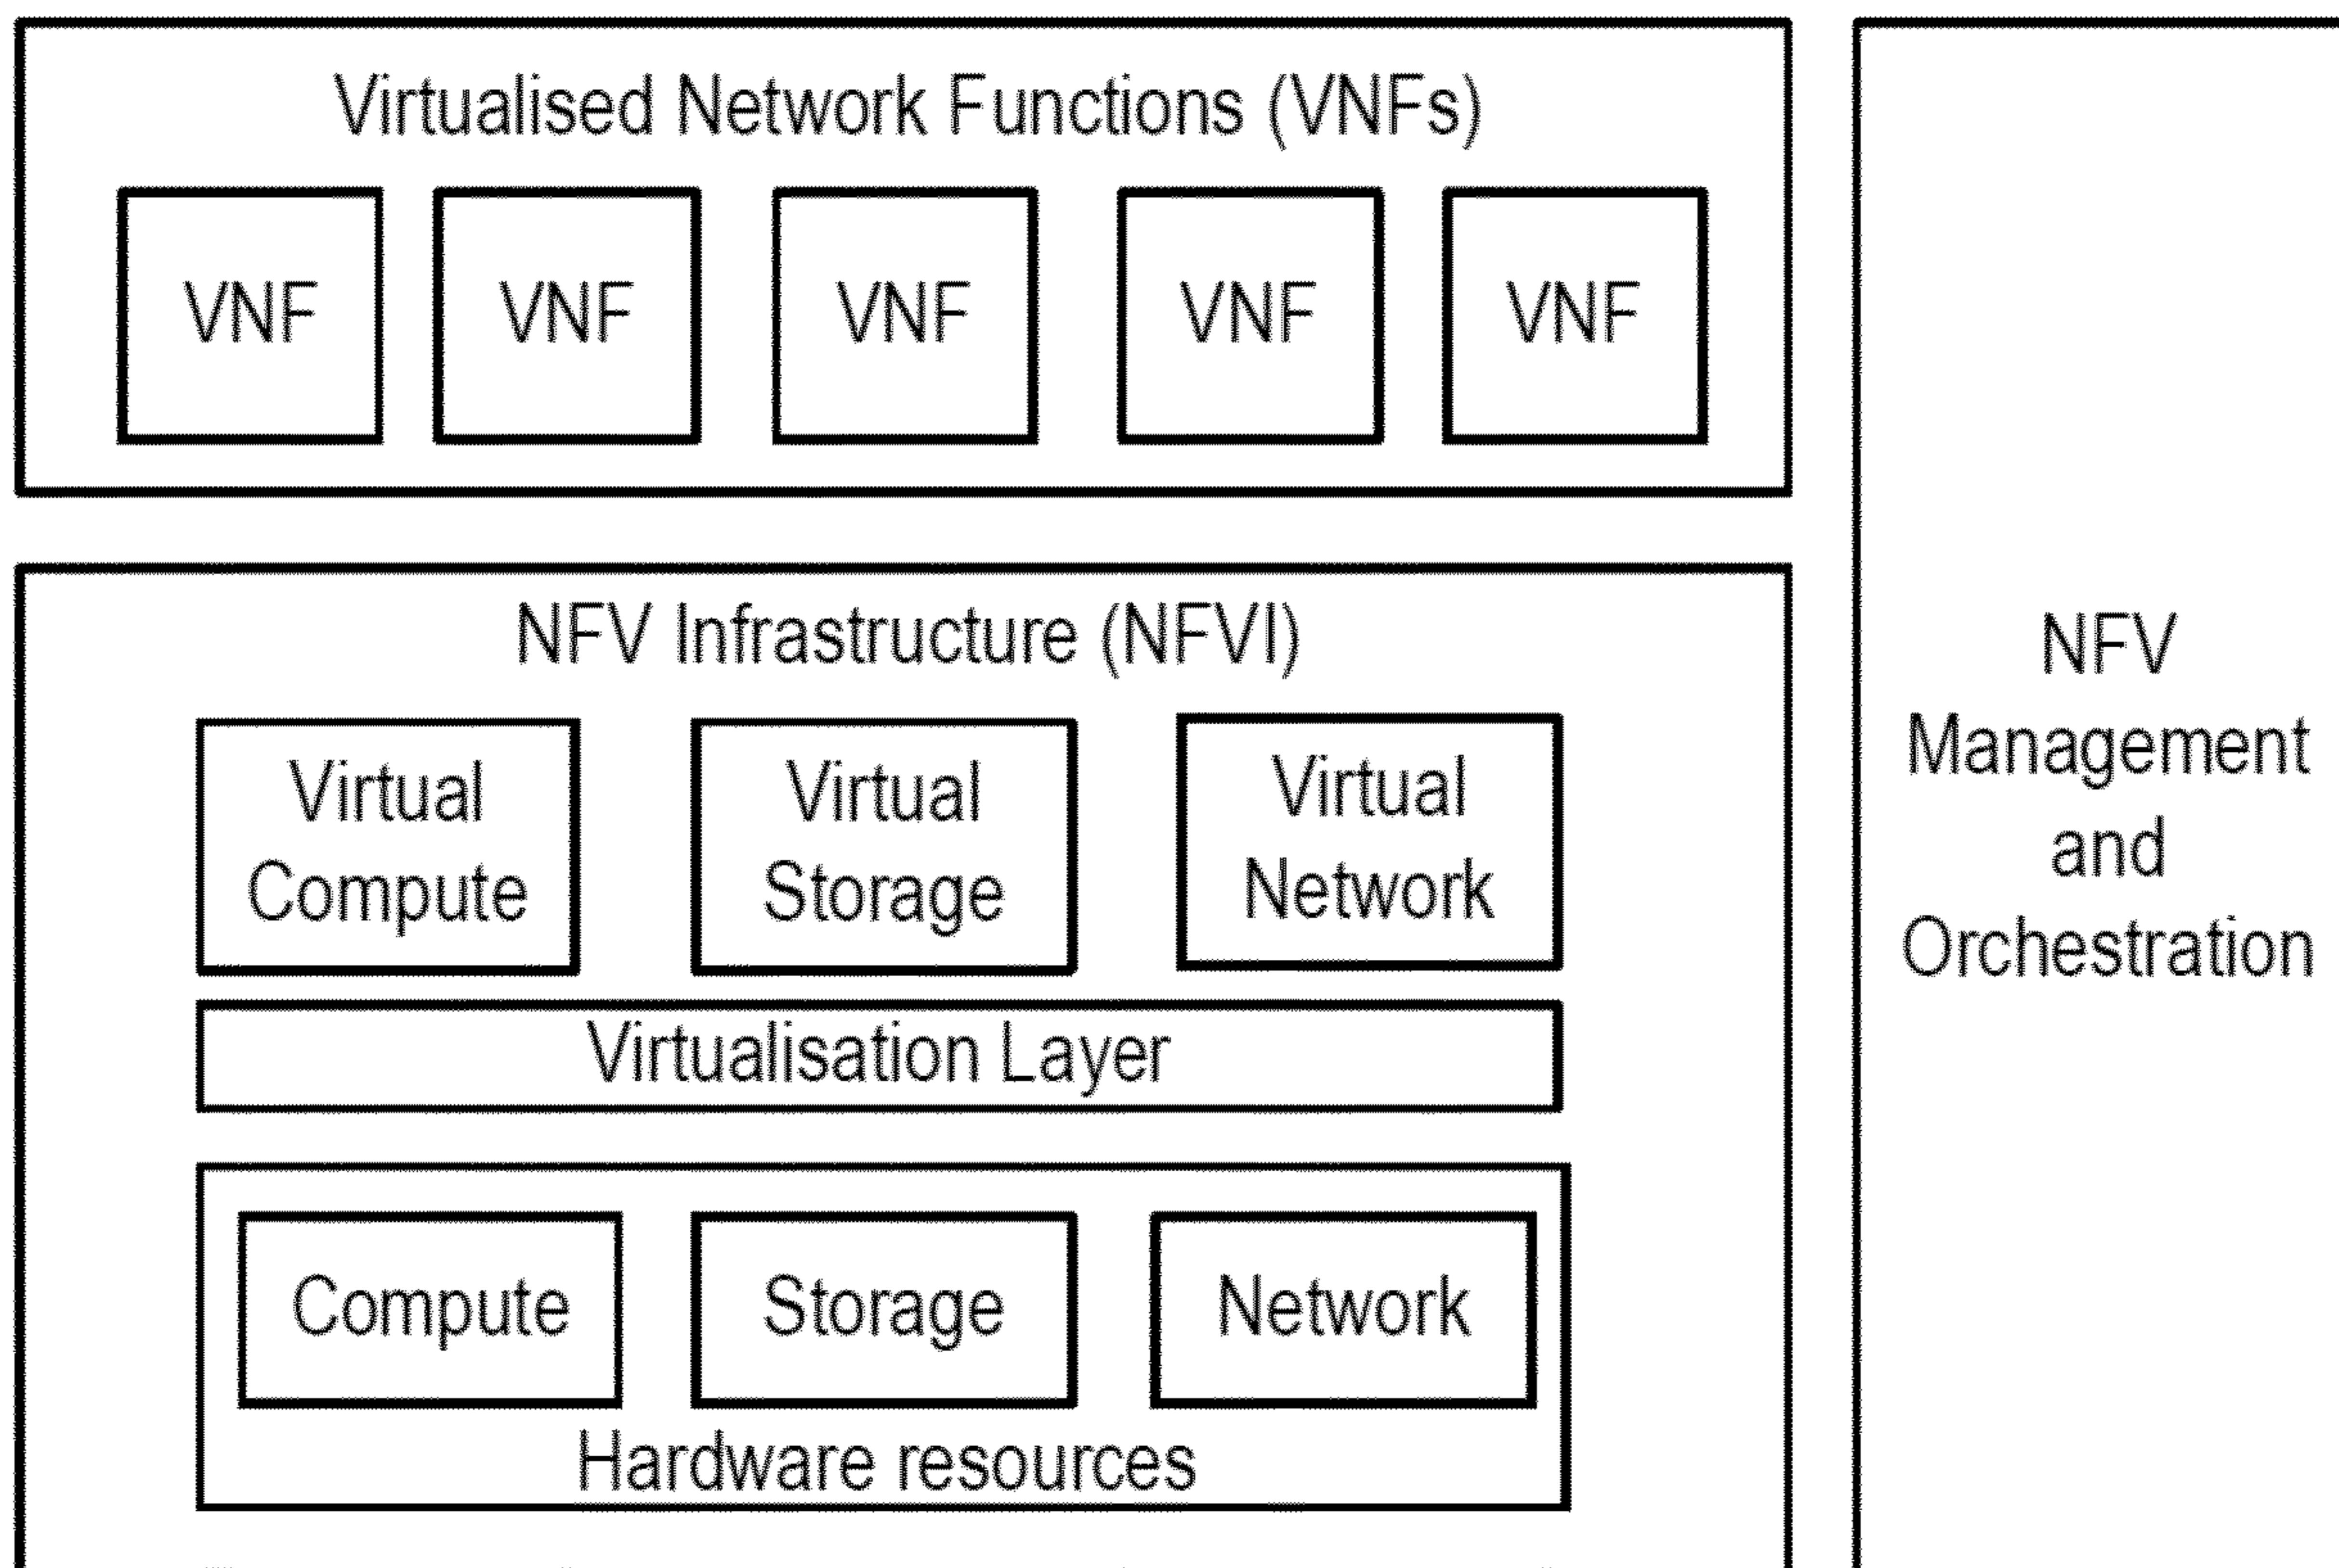 Virtualised Network Functions (VNFs)
VNF VNF VNF VNF VNF
NFV Infrastructure (NFVI)
Virtual
Compute
Virtual
Storage
Virtual
Network
Virtualisation Layer
Compute Storage Network
Hardware resources
NFV
Management
and
Orchestration